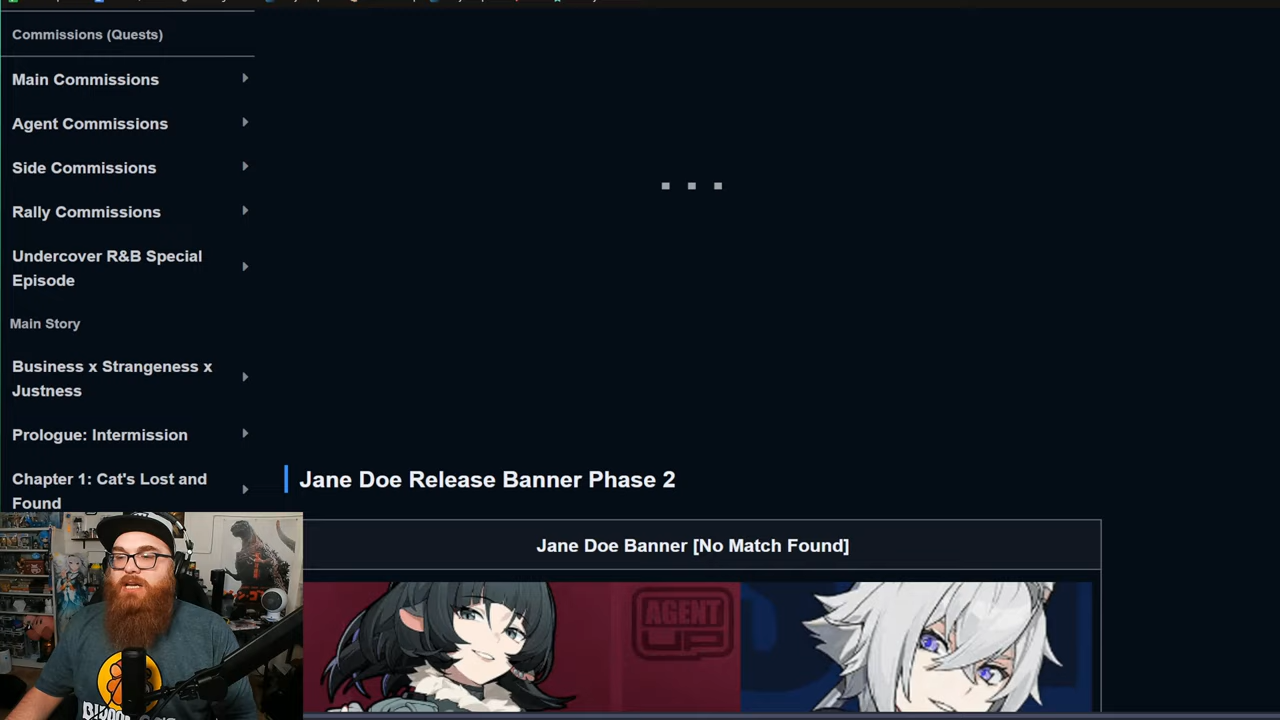 Commissions (Quests)
Main Commissions
Agent Commissions
Side Commissions
Rally Commissions
Undercover R&B Special
Episode
Main Story
Business x Strangeness x
Justness
Prologue: Intermission
Chapter 1: Cat's Lost and
Found
Jane Doe Release Banner Phase 2
Jane Doe Banner [No Match Found]
AGENT
UP